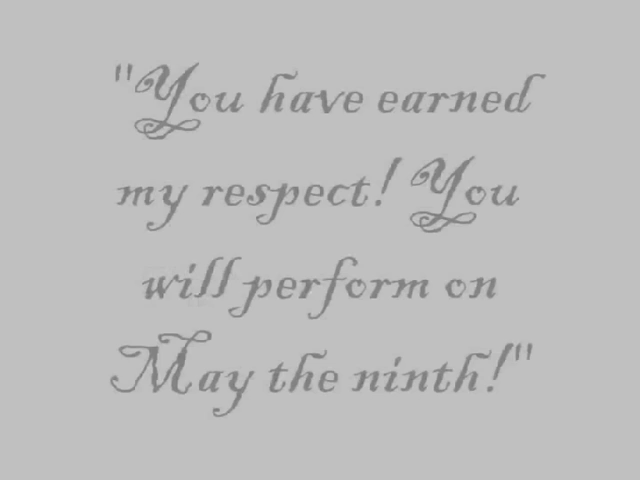 "You have earned
my respect! You
will perform on
May the ninth!"